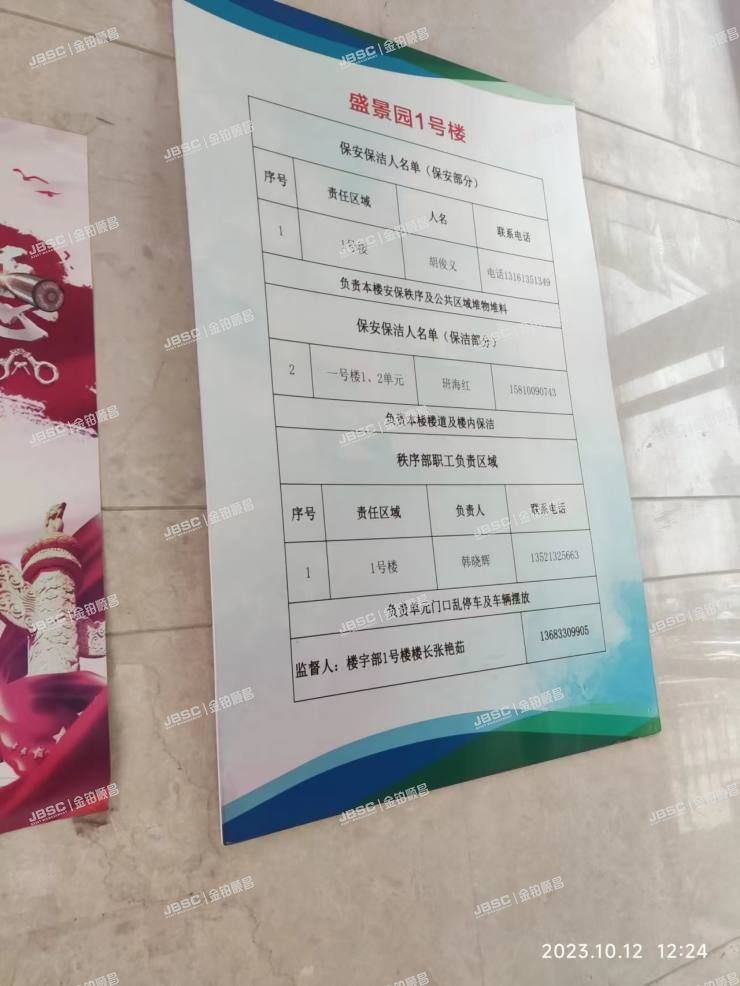 盛景园1号楼
保安保洁人名单（保安部分）
序号 责任区域 人名 联系电话
1 1号楼 胡俊义 电话13161351349
负责本楼安保秩序及公共区域堆物堆料
保安保洁人名单（保洁部分）
2 一号楼1、2单元 班海红 15810090743
负责本楼楼道及楼内保洁
秩序部职工负责区域
序号 责任区域 负责人 联系电话
1 1号楼 韩晓辉 13521325663
负责单元门口乱停车及车辆摆放
监督人：楼宇部1号楼楼长张艳茹 13683309905
JBSC 金铂顺昌
2023.10.12 12:24